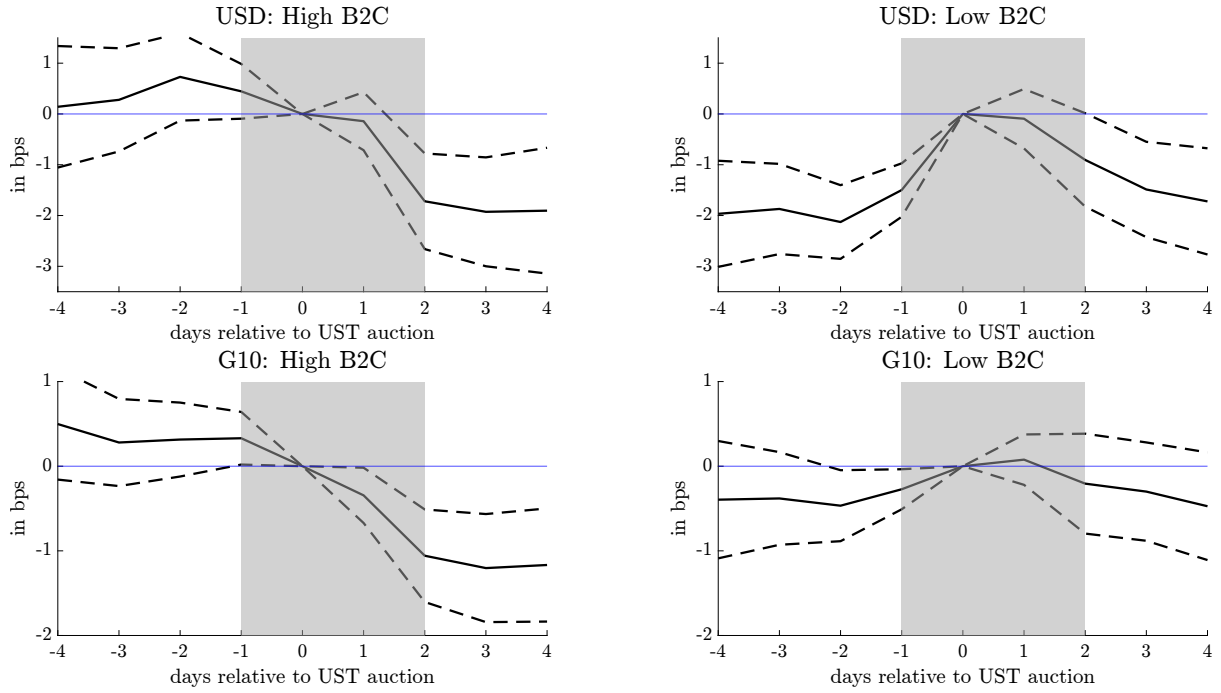 USD: High B2C
in bps
1
0
-1
-2
-3
-4 -3 -2 -1 0 1 2 3 4
days relative to UST auction
USD: Low B2C
in bps
1
0
-1
-2
-3
-4 -3 -2 -1 0 1 2 3 4
days relative to UST auction
G10: High B2C
in bps
1
0
-1
-2
-4 -3 -2 -1 0 1 2 3 4
days relative to UST auction
G10: Low B2C
in bps
1
0
-1
-2
-4 -3 -2 -1 0 1 2 3 4
days relative to UST auction